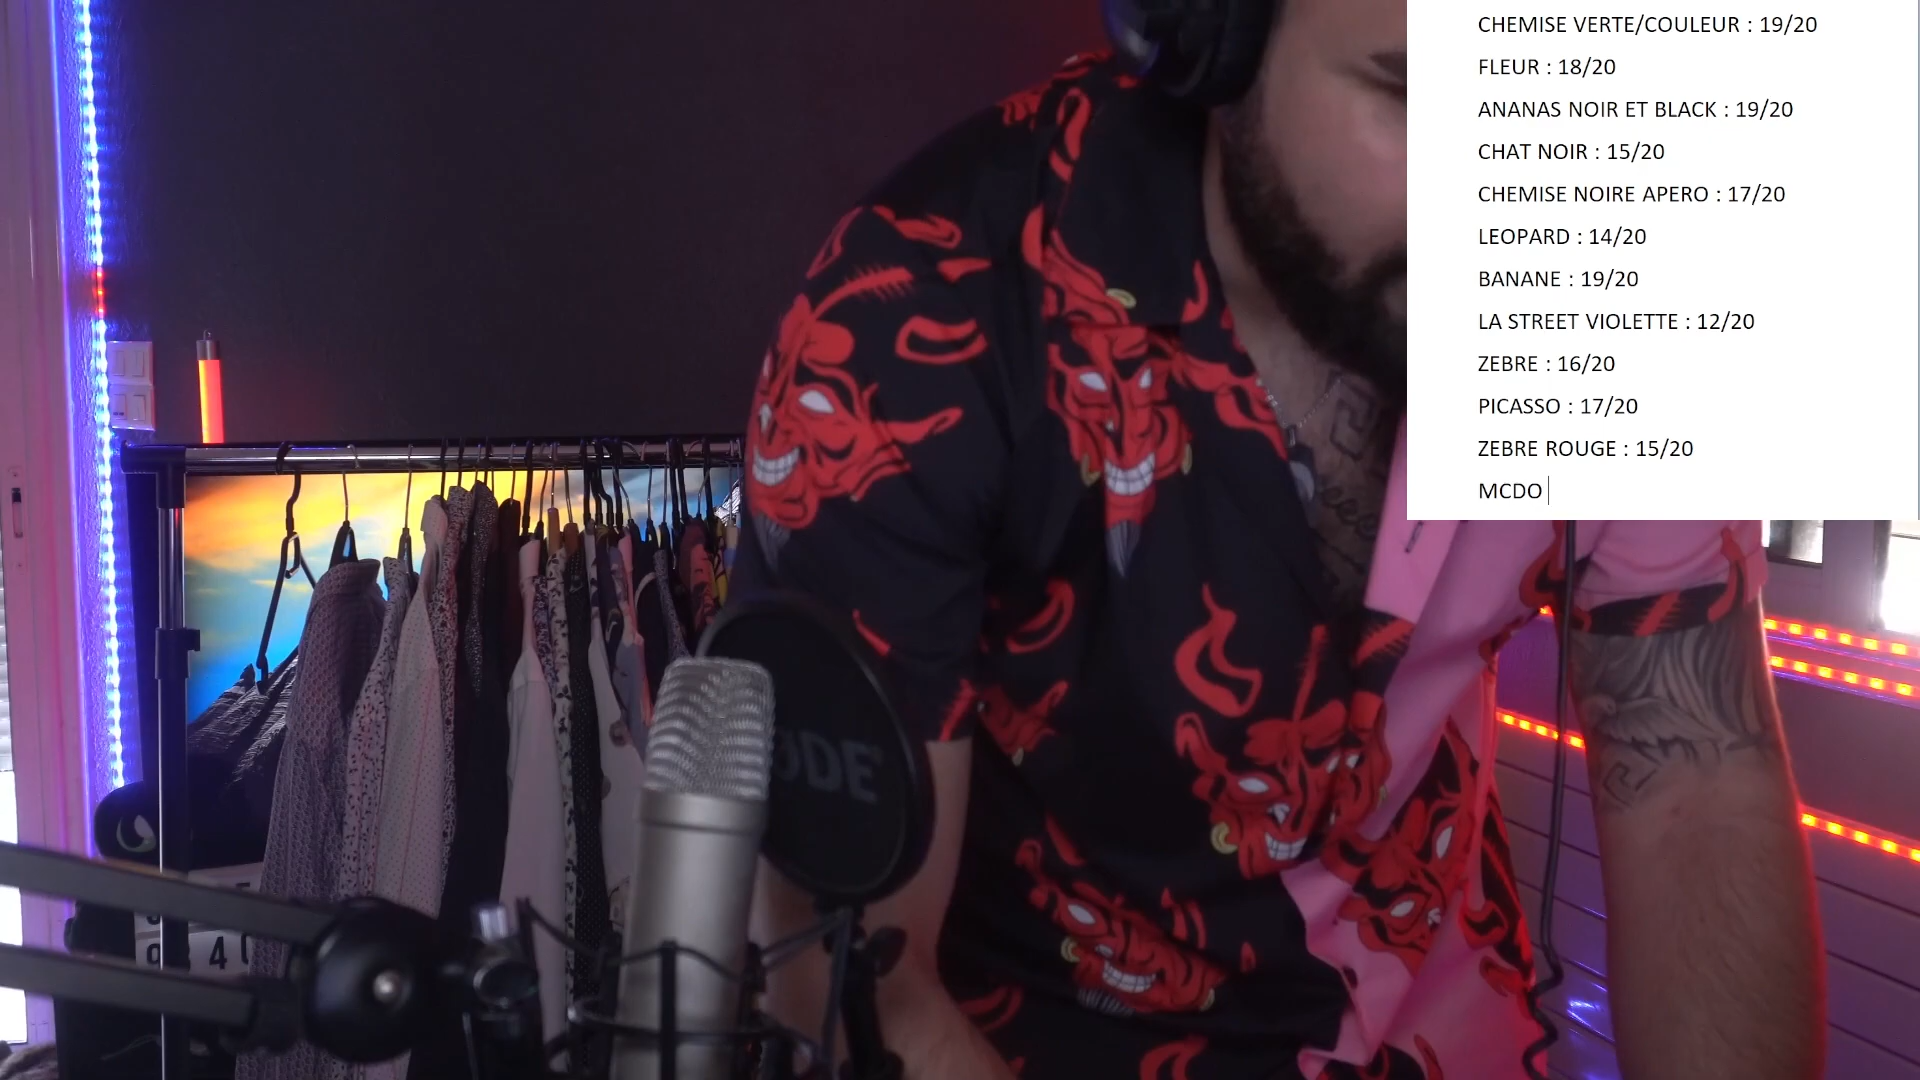 CHEMISE VERTE/COULEUR : 19/20
FLEUR : 18/20
ANANAS NOIR ET BLACK : 19/20
CHAT NOIR : 15/20
CHEMISE NOIRE APERO : 17/20
LEOPARD : 14/20
BANANE : 19/20
LA STREET VIOLETTE : 12/20
ZEBRE : 16/20
PICASSO : 17/20
ZEBRE ROUGE : 15/20
MCDO